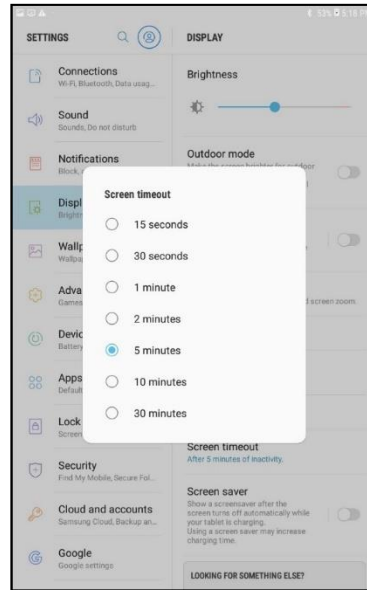 53% 5:18 PM
SETTINGS
DISPLAY
Connections
Wi-Fi, Bluetooth, Data usag...
Sound
Sounds, Do not disturb
Notifications
Block,
Displ
Brightn
Wallp
Wallpa
Adva
Games
Devic
Battery
Apps
Default
Lock
Screen
Security
Find My Mobile, Secure Fol...
Cloud and accounts
Samsung Cloud, Backup an...
Google
Google settings
Brightness
Outdoor mode
Make the screen brighter for outdoor
d screen zoom.
Screen timeout
15 seconds
30 seconds
1 minute
2 minutes
5 minutes
10 minutes
30 minutes
Screen timeout
After 5 minutes of inactivity.
Screen saver
Show a screensaver after the
screen turns off automatically while
your tablet is charging.
Using a screen saver may increase
charging time.
LOOKING FOR SOMETHING ELSE?